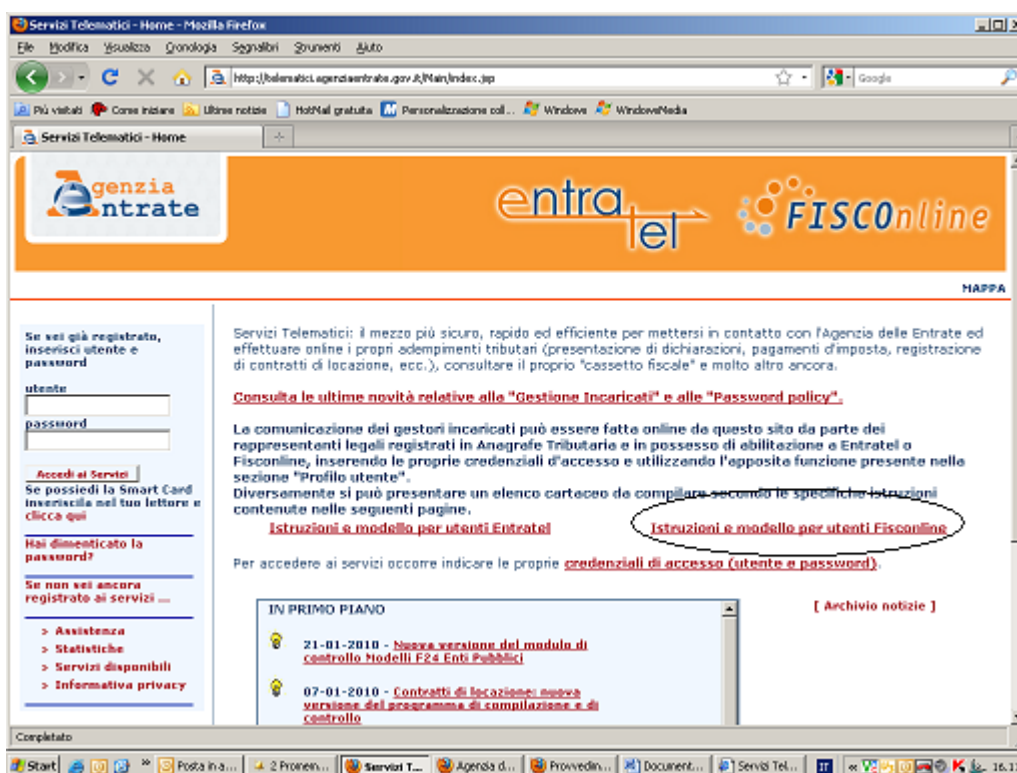 Servizi Telematici - Home - Mozilla Firefox
File Modifica Visualizza Cronologia Segnalibri Strumenti Aiuto
http://telematici.agenziaentrate.gov.it/Main/index.jsp
Google
Più visitati Come iniziare Ultime notizie HotMail gratuita Personalizzazione coll... Windows WindowsMedia
Servizi Telematici - Home
Agenzia
Entrate
entratel
FISCOnline
MAPPA
Se sei già registrato,
inserisci utente e
password
utente
password
Accedi ai Servizi
Se possiedi la Smart Card
inseriscila nel tuo lettore e
clicca qui
Hai dimenticato la
password?
Se non sei ancora
registrato ai servizi ...
> Assistenza
> Statistiche
> Servizi disponibili
> Informativa privacy
Servizi Telematici: il mezzo più sicuro, rapido ed efficiente per mettersi in contatto con l'Agenzia delle Entrate ed
effettuare online i propri adempimenti tributari (presentazione di dichiarazioni, pagamenti d'imposta, registrazione
di contratti di locazione, ecc.), consultare il proprio "cassetto fiscale" e molto altro ancora.
Consulta le ultime novità relative alla "Gestione Incaricati" e alle "Password policy".
La comunicazione dei gestori incaricati può essere fatta online da questo sito da parte dei
rappresentanti legali registrati in Anagrafe Tributaria e in possesso di abilitazione a Entratel o
Fisconline, inserendo le proprie credenziali d'accesso e utilizzando l'apposita funzione presente nella
sezione "Profilo utente".
Diversamente si può presentare un elenco cartaceo da compilare secondo le specifiche istruzioni
contenute nelle seguenti pagine.
Istruzioni e modello per utenti Entratel Istruzioni e modello per utenti Fisconline
Per accedere ai servizi occorre indicare le proprie credenziali di accesso (utente e password).
IN PRIMO PIANO
[ Archivio notizie ]
21-01-2010 - Nuova versione del modulo di
controllo Modelli F24 Enti Pubblici
07-01-2010 - Contratti di locazione: nuova
versione del programma di compilazione e di
controllo
Completato
Start Posta in a... 2 Promem... Servizi T... Agenzia d... Provvedin... Document... Servizi Tel... IT